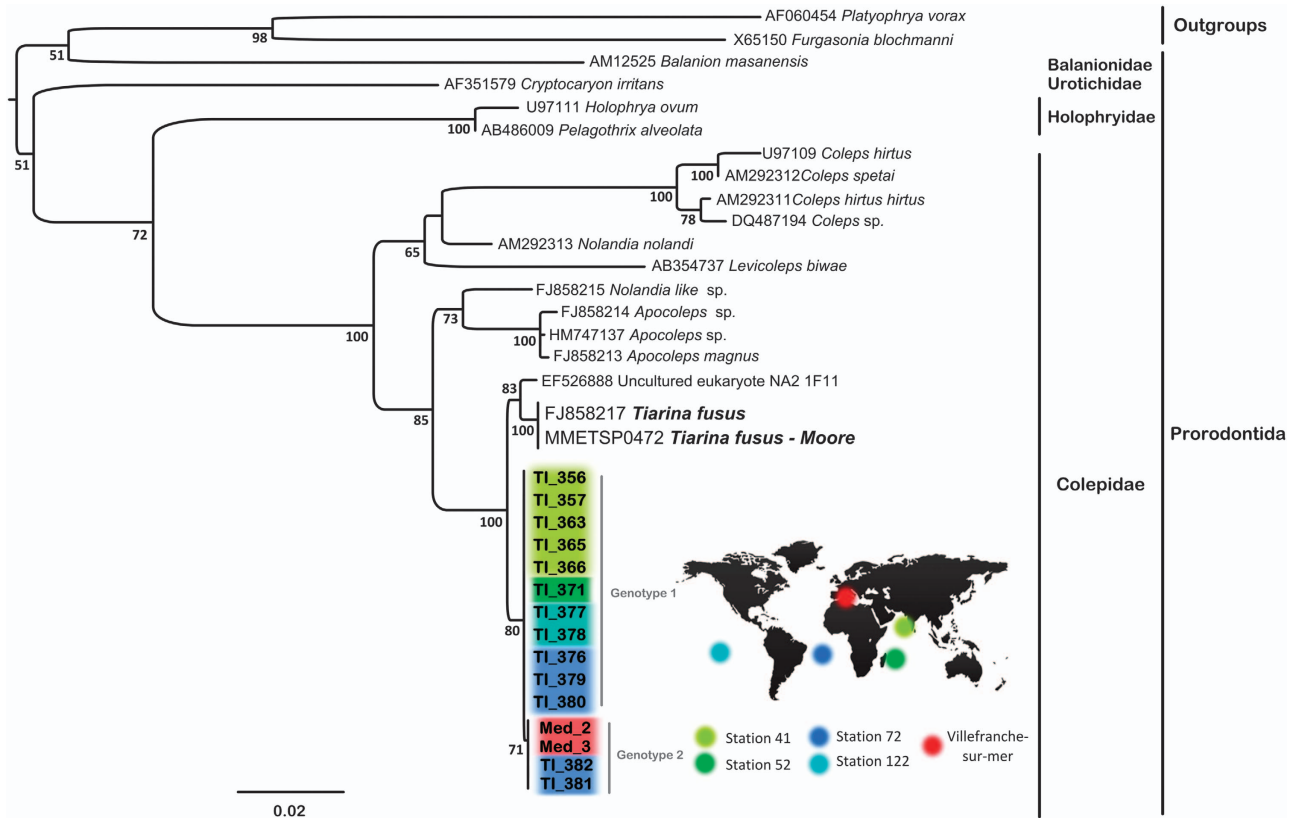 AF060454 Platyophrya vorax
98
X65150 Furgasonia blochmanni
Outgroups
51
AM12525 Balanion masanensis
Balanionidae
Urotichidae
AF351579 Cryptocaryon irritans
U97111 Holophrya ovum
100
AB486009 Pelagothrix alveolata
Holophryidae
51
U97109 Coleps hirtus
100
AM292312Coleps spetai
100
AM292311Coleps hirtus hirtus
78
DQ487194 Coleps sp.
72
AM292313 Nolandia nolandi
65
AB354737 Levicoleps biwae
FJ858215 Nolandia like sp.
73
FJ858214 Apocoleps sp.
100
HM747137 Apocoleps sp.
100
FJ858213 Apocoleps magnus
83
EF526888 Uncultured eukaryote NA2 1F11
85
FJ858217 Tiarina fusus
100
MMETSP0472 Tiarina fusus - Moore
Prorodontida
Colepidae
100
TI_356
TI_357
TI_363
TI_365
TI_366
TI_371
Genotype 1
TI_377
80
TI_378
TI_376
TI_379
TI_380
Med_2
71
Med_3
Genotype 2
TI_382
TI_381
Station 41
Station 72
Villefranche-
sur-mer
Station 52
Station 122
0.02